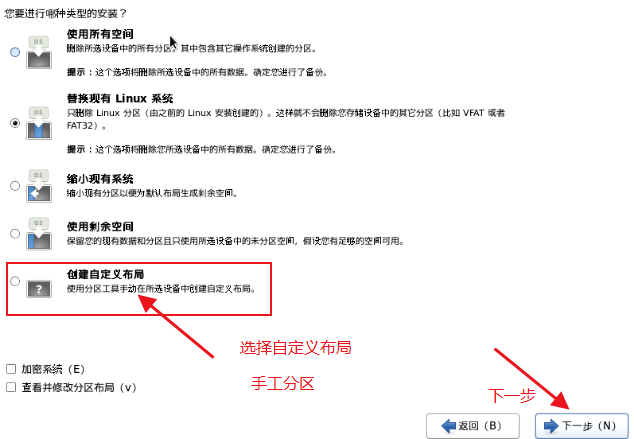 您要进行哪种类型的安装？
使用所有空间
删除所选设备中的所有分区。其中包含其它操作系统创建的分区。
提示：这个选项将删除所选设备中的所有数据。确定您进行了备份。
替换现有 Linux 系统
只删除 Linux 分区（由之前的 Linux 安装创建的）。这样就不会删除您存储设备中的其它分区（比如 VFAT 或者
FAT32）。
提示：这个选项将删除您所选设备中的所有数据。确定您进行了备份。
缩小现有系统
缩小现有分区以便为默认布局生成剩余空间。
使用剩余空间
保留您的现有数据和分区且只使用所选设备中的未分区空间，假设您有足够的空间可用。
创建自定义布局
使用分区工具手动在所选设备中创建自定义布局。
选择自定义布局
手工分区
加密系统（E）
查看并修改分区布局（v）
下一步
返回（B）
下一步（N）
OS
OS
OS
OS
?